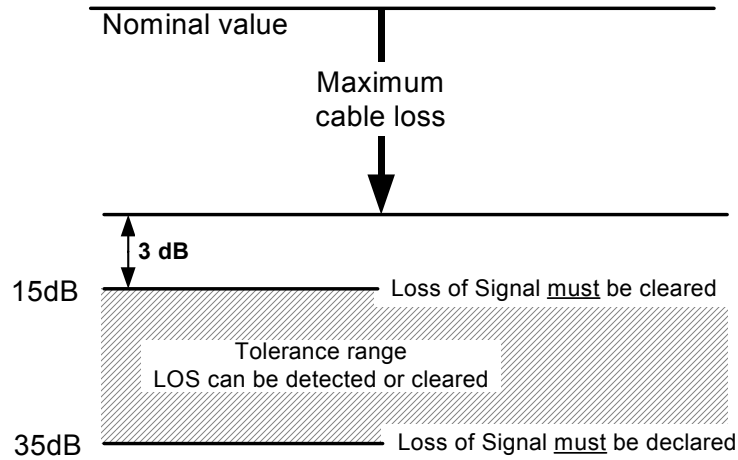 Nominal value
Maximum
cable loss
3 dB
15dB
Loss of Signal must be cleared
Tolerance range
LOS can be detected or cleared
35dB
Loss of Signal must be declared